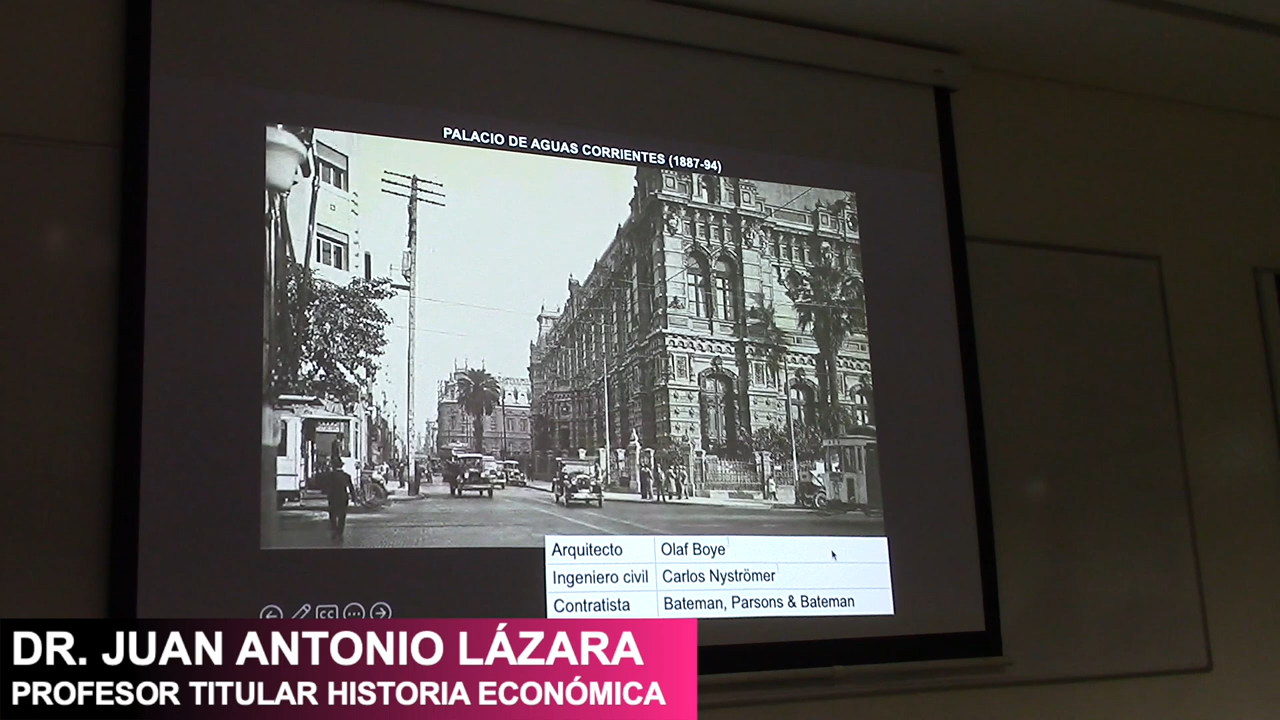 PALACIO DE AGUAS CORRIENTES (1887-94)
Arquitecto Olaf Boye
Ingeniero civil Carlos Nyströmer
Contratista Bateman, Parsons & Bateman
CC
DR. JUAN ANTONIO LÁZARA
PROFESOR TITULAR HISTORIA ECONÓMICA